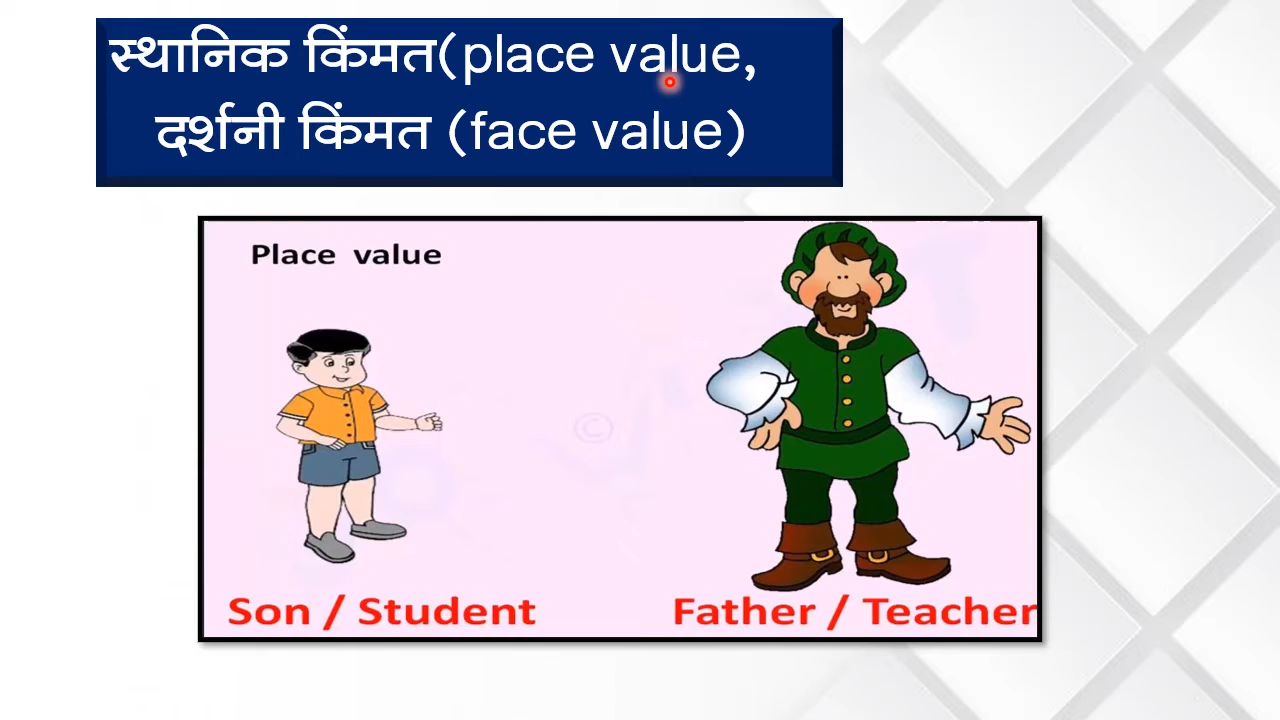 स्थानिक किंमत(place value,
दर्शनी किंमत (face value)
Place value
©
Son / Student
Father / Teacher